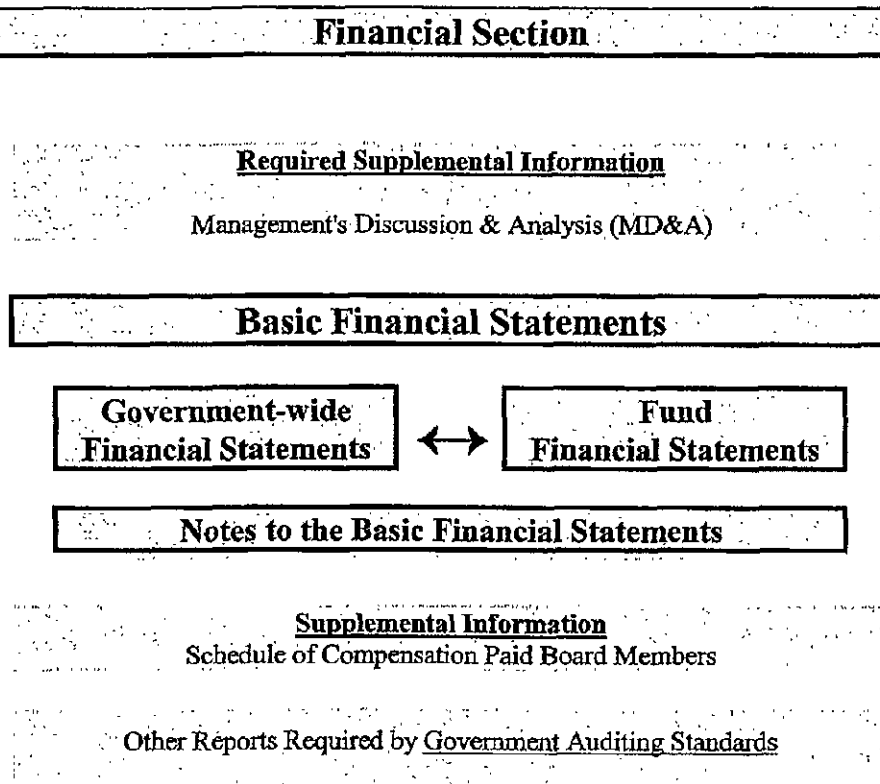 Financial Section
Required Supplemental Information
Management's Discussion & Analysis (MD&A)
Basic Financial Statements
Government-wide
Financial Statements
Fund
Financial Statements
Notes to the Basic Financial Statements
Supplemental Information
Schedule of Compensation Paid Board Members
Other Reports Required by Government Auditing Standards